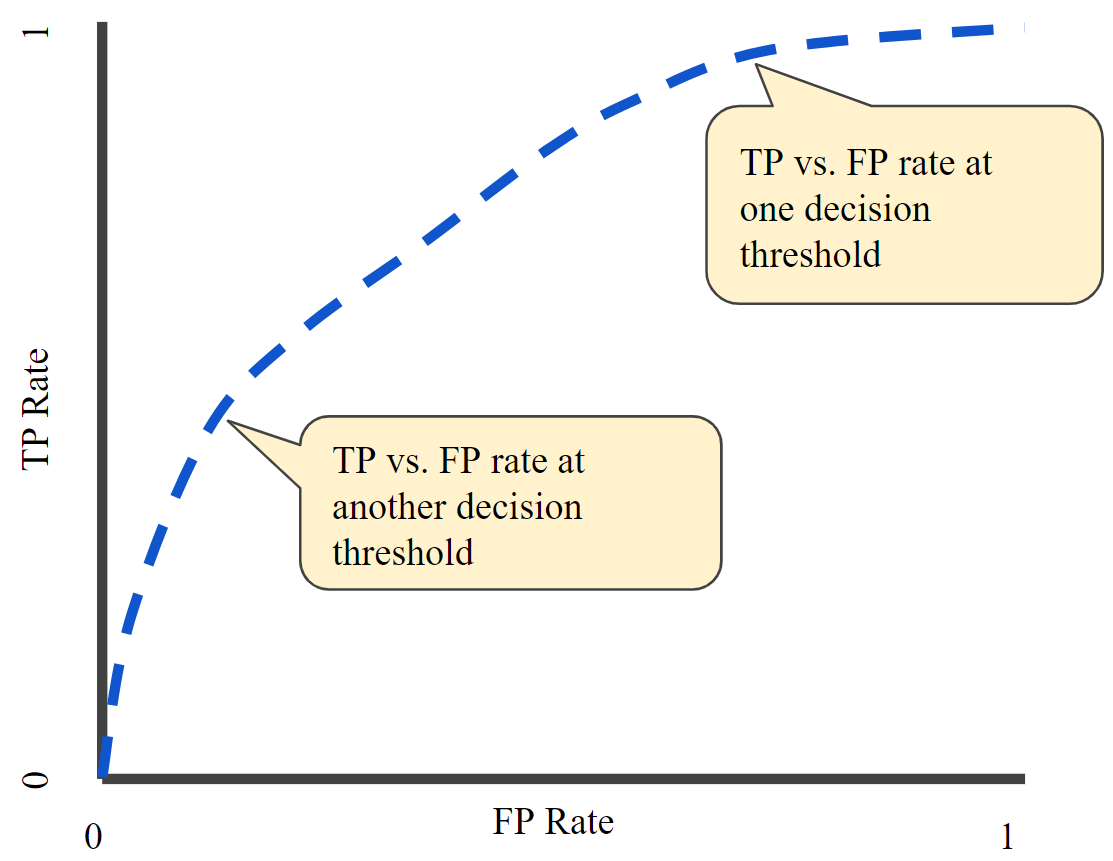 1
TP vs. FP rate at
one decision
threshold
TP Rate
TP vs. FP rate at
another decision
threshold
0
FP Rate
0
1